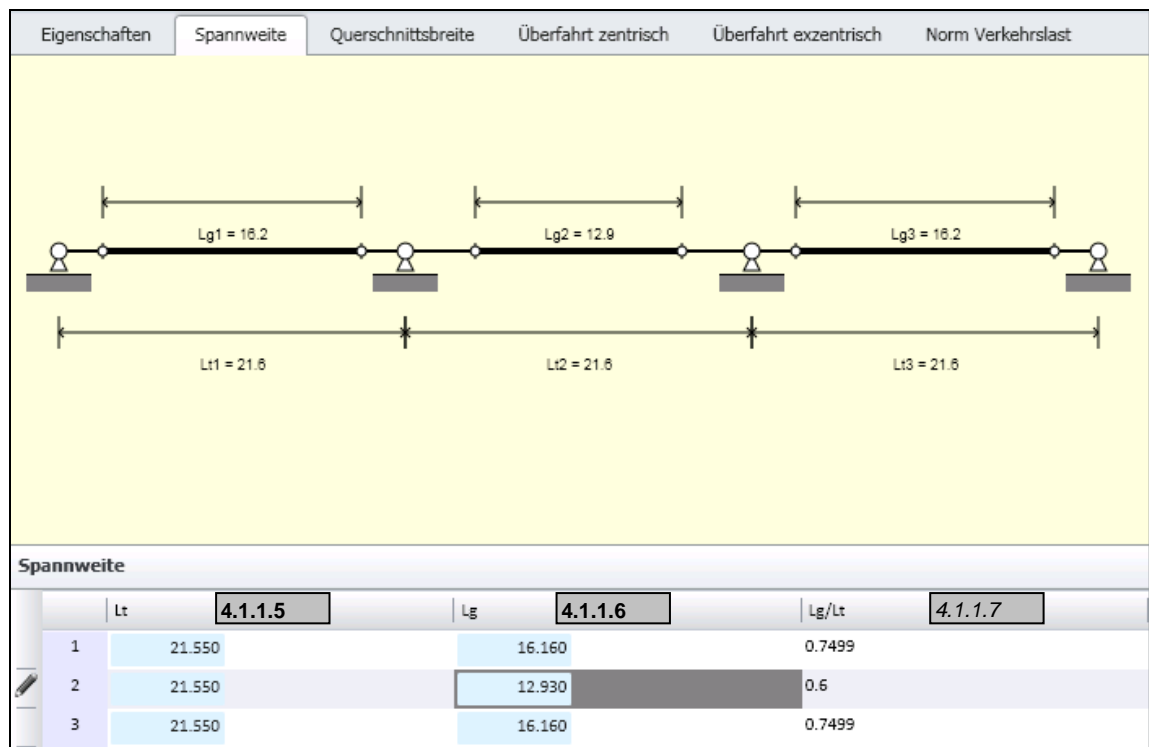 Eigenschaften Spannweite Querschnittsbreite Überfahrt zentrisch Überfahrt exzentrisch Norm Verkehrslast
Lg1 = 16.2 Lg2 = 12.9 Lg3 = 16.2
Lt1 = 21.6 Lt2 = 21.6 Lt3 = 21.6
Spannweite
Lt 4.1.1.5 Lg 4.1.1.6 Lg/Lt 4.1.1.7
1 21.550 16.160 0.7499
2 21.550 12.930 0.6
3 21.550 16.160 0.7499